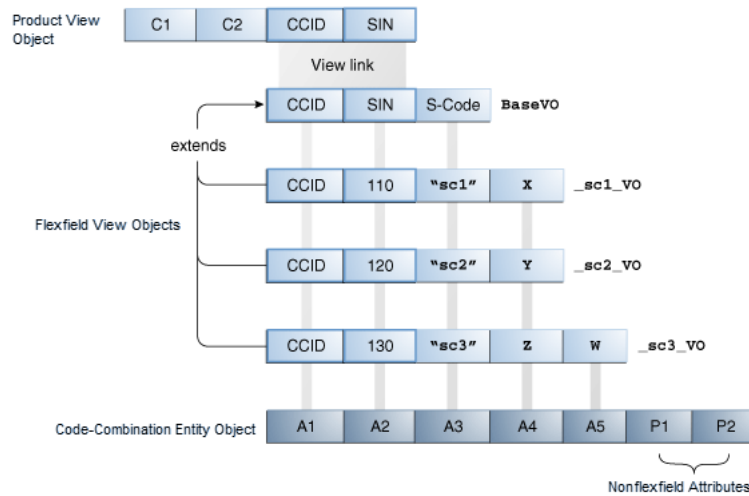 Product View Object
C1 C2 CCID SIN
View link
CCID SIN S-Code BaseVO
extends
CCID 110 “sc1” X _sc1_VO
Flexfield View Objects
CCID 120 “sc2” Y _sc2_VO
CCID 130 “sc3” Z W _sc3_VO
Code-Combination Entity Object A1 A2 A3 A4 A5 P1 P2
Nonflexfield Attributes